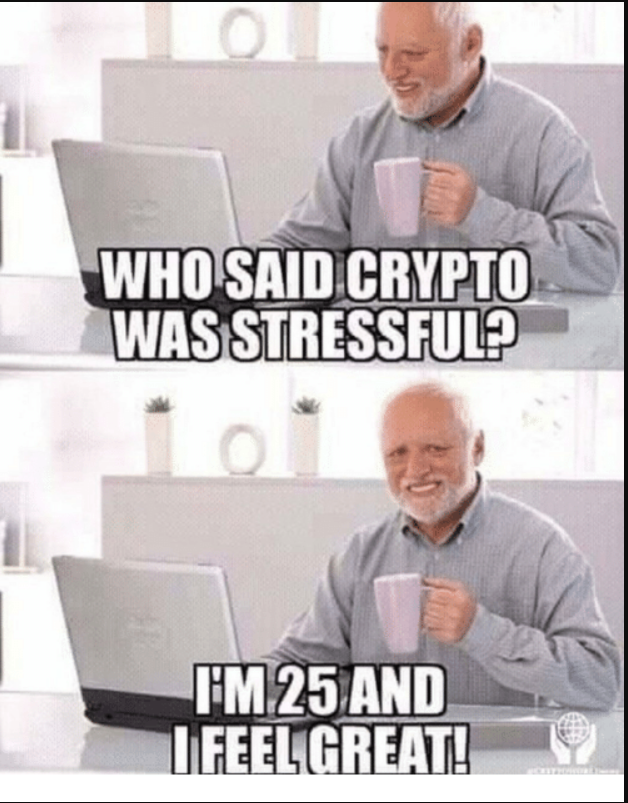 WHO SAID CRYPTO
WAS STRESSFUL?
I'M 25 AND
I FEEL GREAT!